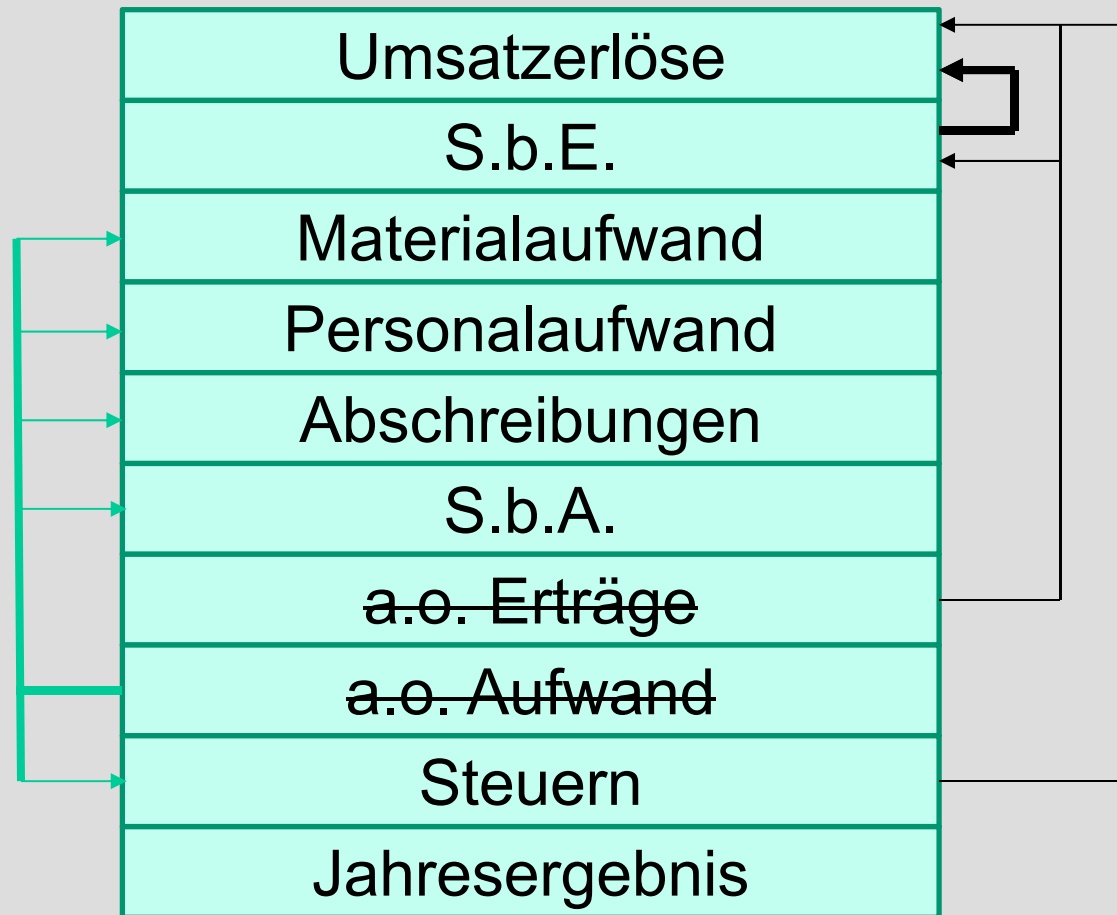 Umsatzerlöse
S.b.E.
Materialaufwand
Personalaufwand
Abschreibungen
S.b.A.
a.o. Erträge
a.o. Aufwand
Steuern
Jahresergebnis